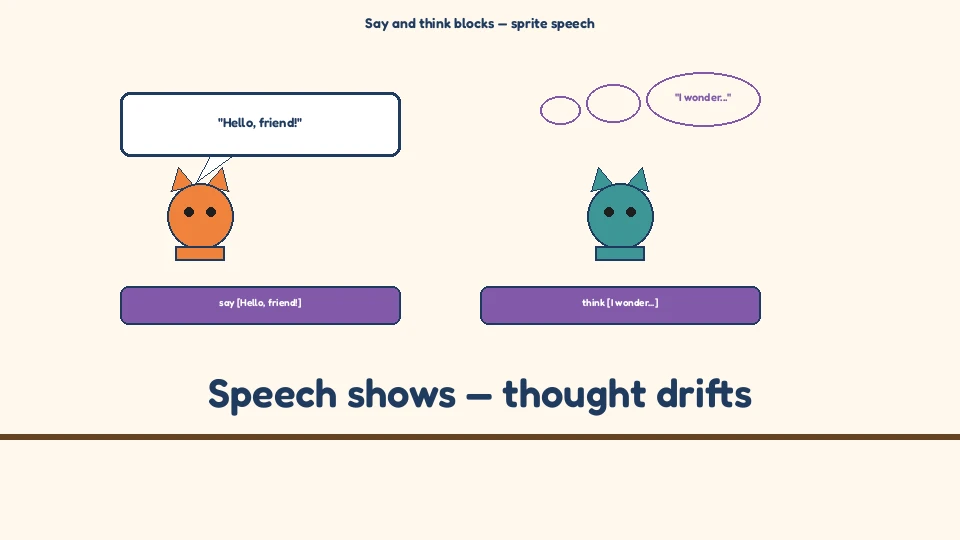 Say and think blocks — sprite speech
"Hello, friend!"
"I wonder..."
say [Hello, friend!]
think [I wonder...]
Speech shows — thought drifts